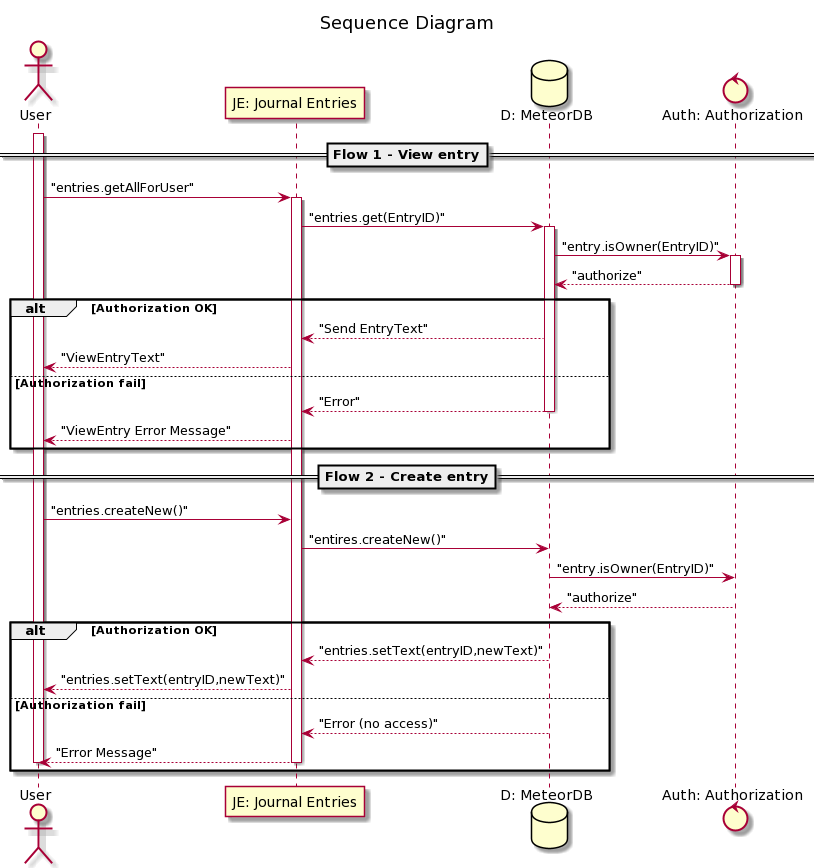 Sequence Diagram
User
JE: Journal Entries
D: MeteorDB
Auth: Authorization
Flow 1 - View entry
"entries.getAllForUser"
"entries.get(EntryID)"
"entry.isOwner(EntryID)"
"authorize"
alt
[Authorization OK]
"Send EntryText"
"ViewEntryText"
[Authorization fail]
"Error"
"ViewEntry Error Message"
Flow 2 - Create entry
"entries.createNew()"
"entires.createNew()"
"entry.isOwner(EntryID)"
"authorize"
alt
[Authorization OK]
"entries.setText(entryID,newText)"
"entries.setText(entryID,newText)"
[Authorization fail]
"Error (no access)"
"Error Message"
User
JE: Journal Entries
D: MeteorDB
Auth: Authorization